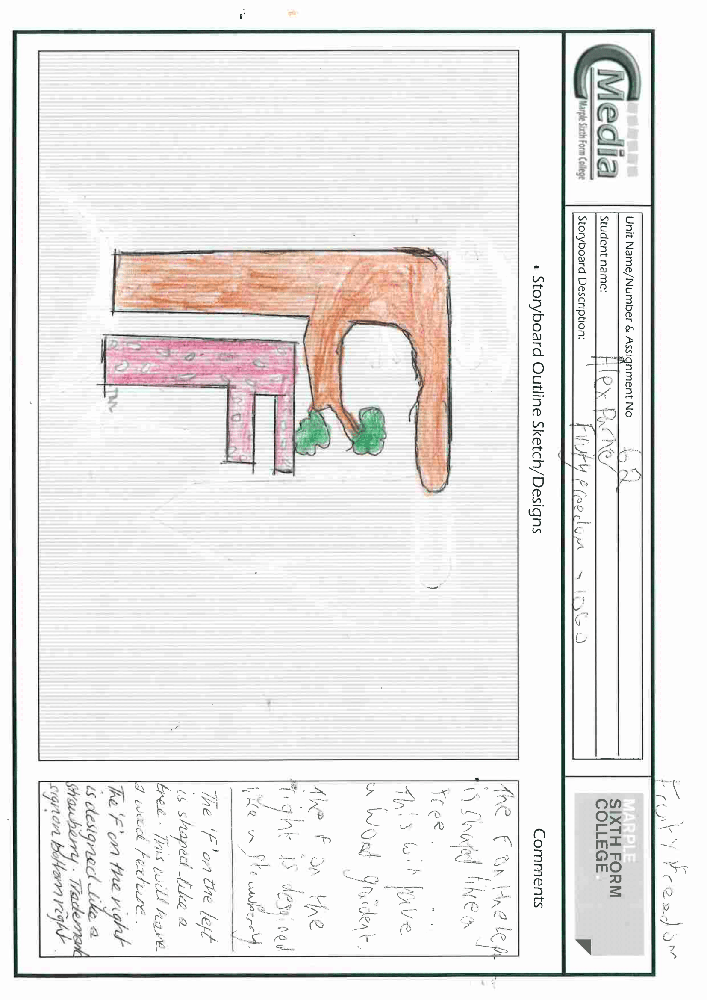 Fruity Freedom
Media
Marple Sixth Form College
Unit Name/Number & Assignment No 62
Student name: Alex Parker
Storyboard Description: Fruity freedom - logo
MARPLE
SIXTH FORM
COLLEGE
• Storyboard Outline Sketch/Designs
TM
Comments
The F on the left
is shaped like a
tree.
This will have
a wood graident.
The F on the
right is designed
like a strawberry.
The 'F' on the left
is shaped like a
tree. This will have
a wood texture.
The 'F' on the right
is designed like a
strawberry. Trademark
sign on Bottom right.